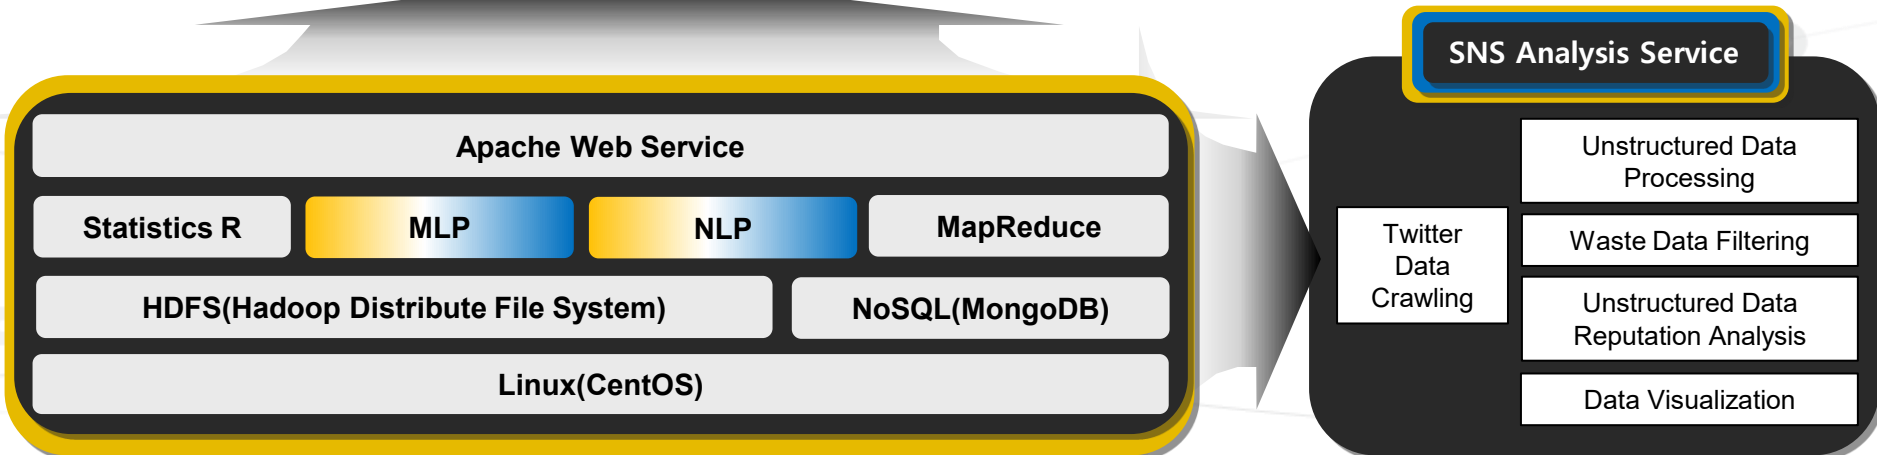 SNS Analysis Service
Apache Web Service
Statistics R
MLP
NLP
MapReduce
HDFS(Hadoop Distribute File System)
NoSQL(MongoDB)
Linux(CentOS)
Twitter
Data
Crawling
Unstructured Data
Processing
Waste Data Filtering
Unstructured Data
Reputation Analysis
Data Visualization